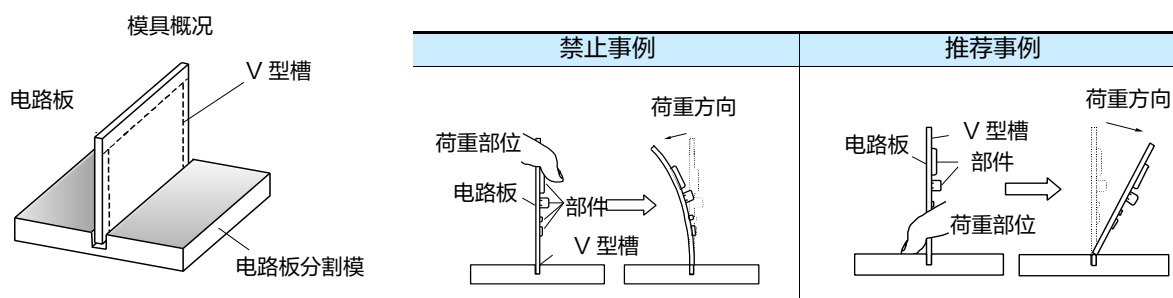 模具概况
V 型槽
电路板
电路板分割模
禁止事例
推荐事例
荷重方向
荷重部位
电路板
部件
V 型槽
荷重方向
V 型槽
电路板
部件
荷重部位